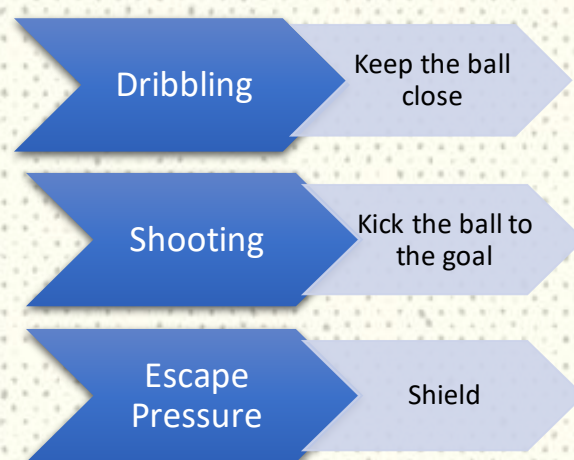 Dribbling
Keep the ball
close
Shooting
Kick the ball to
the goal
Escape
Pressure
Shield